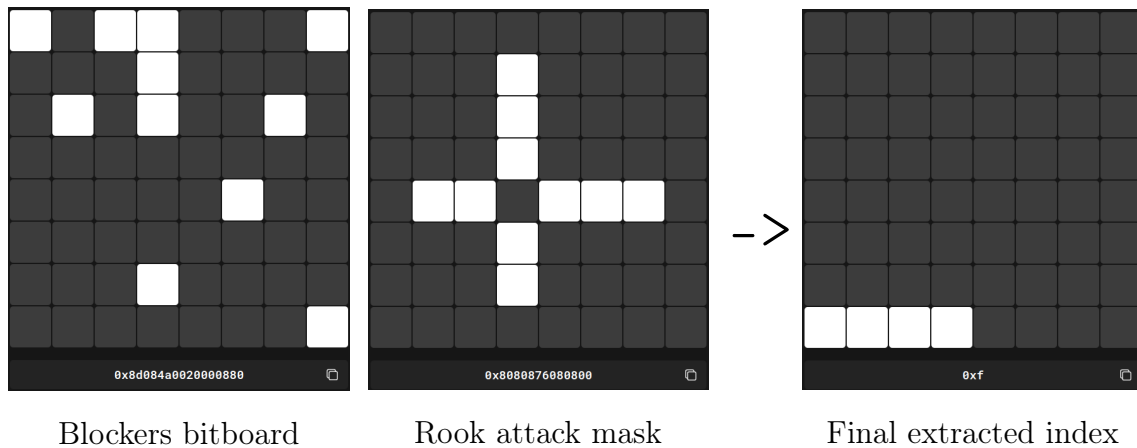 0x8d084a0020000880
0x8080876080800
->
0xf
Blockers bitboard
Rook attack mask
Final extracted index